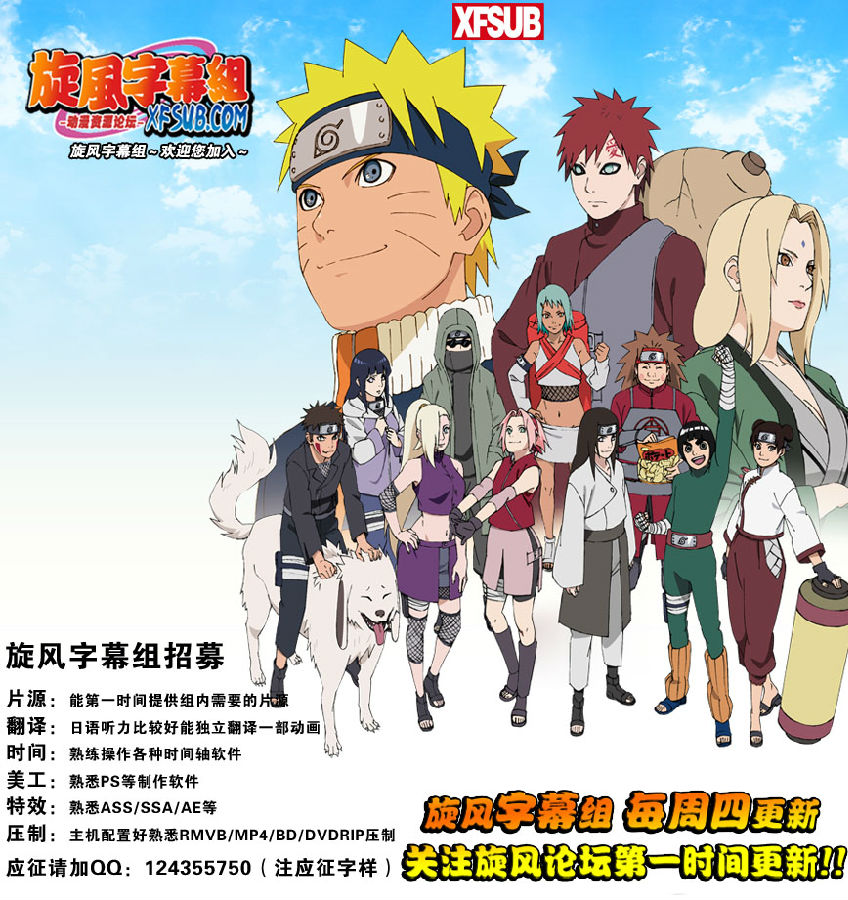 XFSUB
旋風字幕组
-动漫资源论坛-
XFSUB.COM
旋风字幕组~欢迎您加入~
旋风字幕组招募
片源：能第一时间提供组内需要的片源
翻译：日语听力比较好能独立翻译一部动画
时间：熟练操作各种时间轴软件
美工：熟悉PS等制作软件
特效：熟悉ASS/SSA/AE等
压制：主机配置好熟悉RMVB/MP4/BD/DVDRIP压制
应征请加QQ：124355750（注应征字样）
旋风字幕组 每周四更新
关注旋风论坛第一时间更新!!